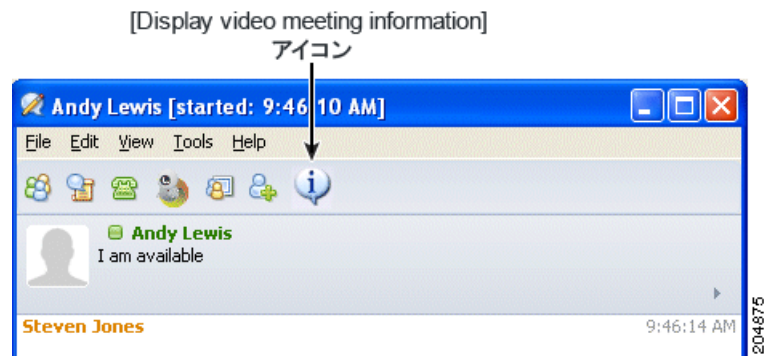 [Display video meeting information]
アイコン
Andy Lewis [started: 9:46:10 AM]
File Edit View Tools Help
Andy Lewis
I am available
Steven Jones 9:46:14 AM
204875